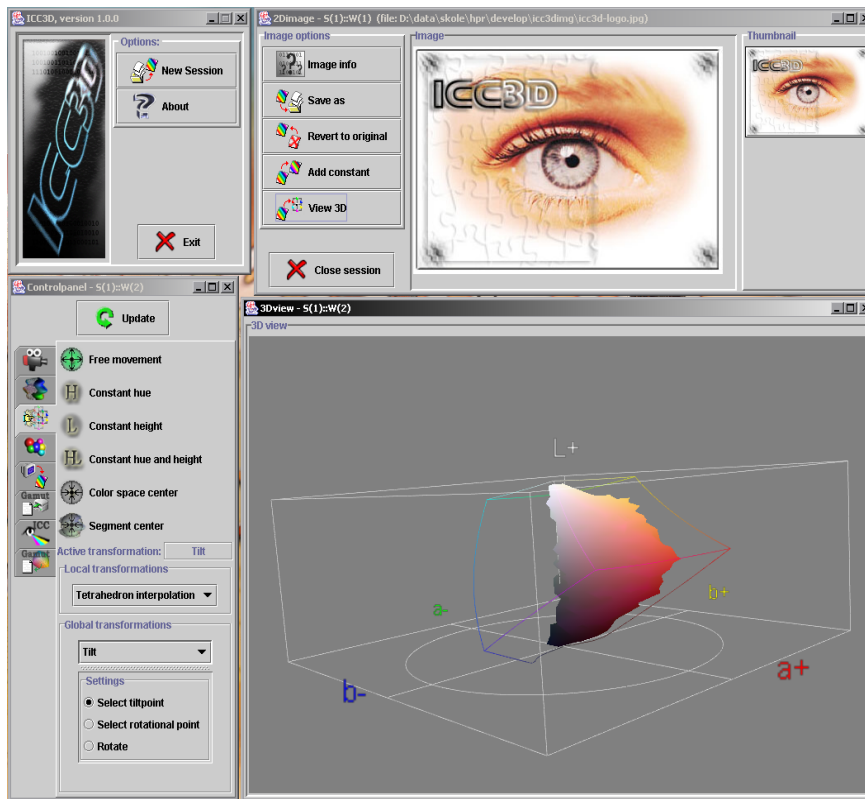 ICC3D, version 1.0.0
Options:
New Session
About
ICC3D
Exit
2Dimage - S(1)::W(1) (file: D:\data\skole\hpr\develop\icc3dimg\icc3d-logo.jpg)
Image options
Image info
Save as
Revert to original
Add constant
View 3D
Close session
Image
ICC3D
Thumbnail
ICC3D
Controlpanel - S(1)::W(2)
Update
Free movement
H
Constant hue
L
Constant height
HL
Constant hue and height
Color space center
Segment center
Gamut
ICC
Gamut
Active transformation:
Tilt
Local transformations
Tetrahedron interpolation
Global transformations
Tilt
Settings
Select tiltpoint
Select rotational point
Rotate
3Dview - S(1)::W(2)
3D view
L+
a-
b+
a+
b-